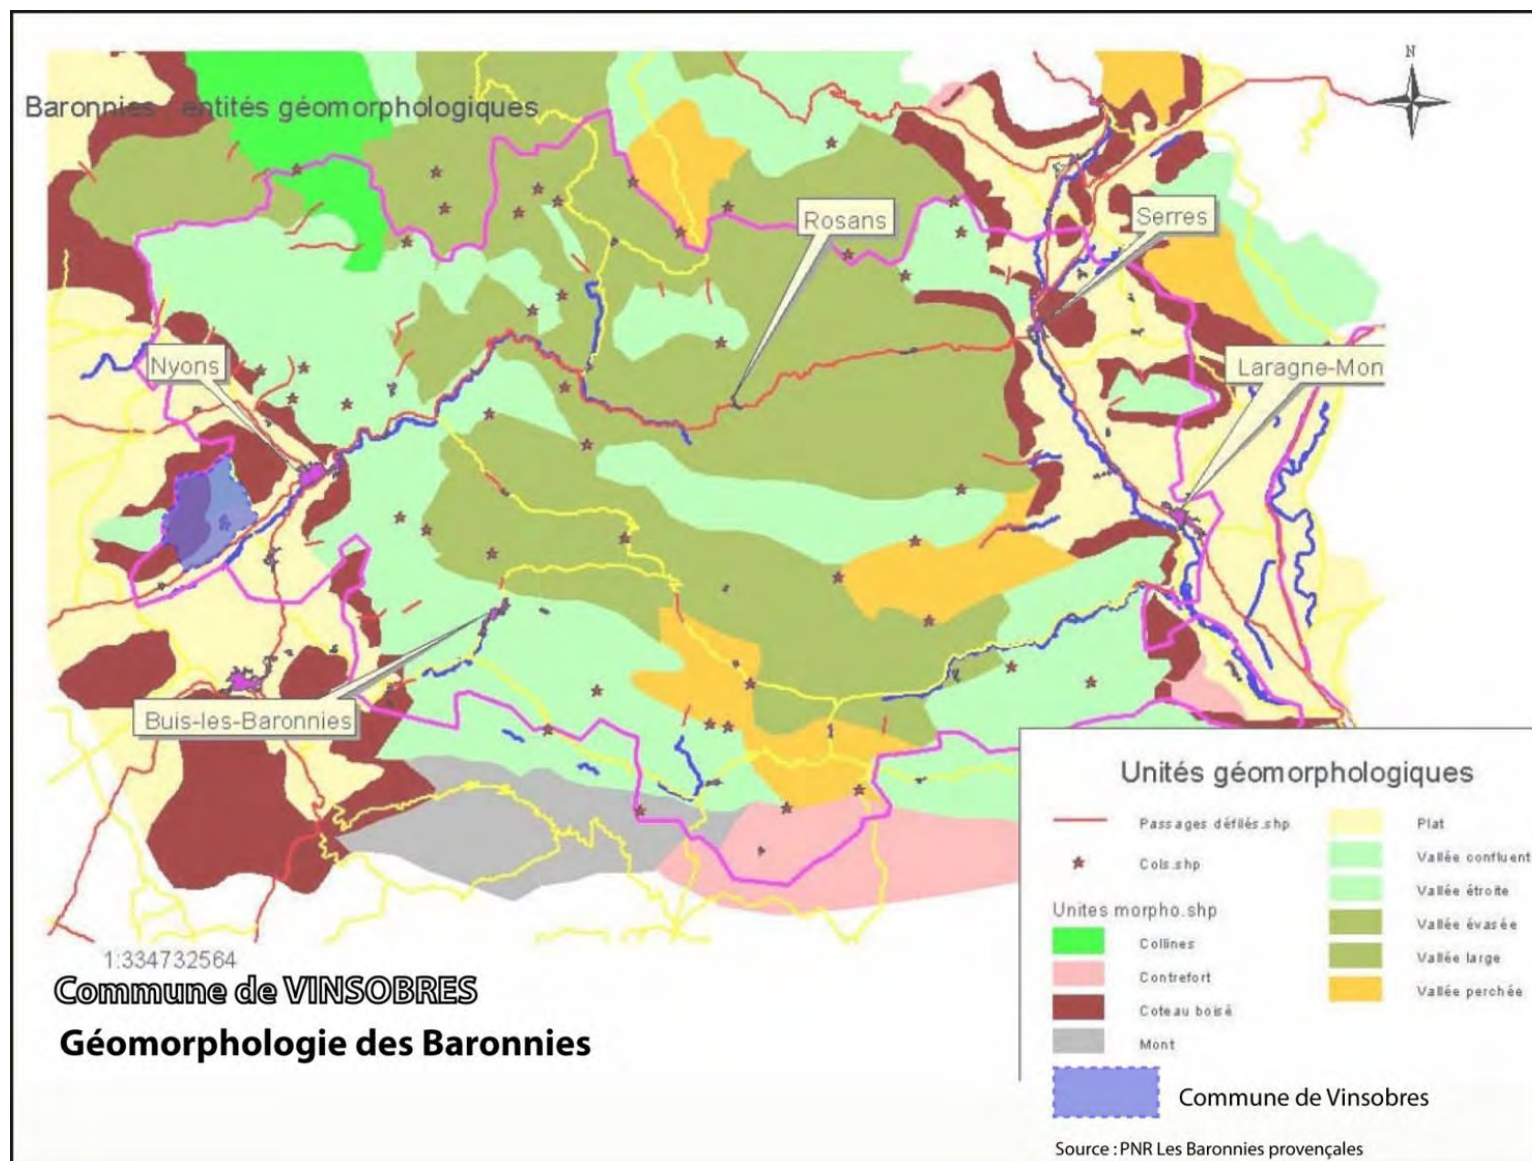 N
Baronnies entités géomorphologiques
Rosans
Serres
Nyons
Laragne-Mon
Buis-les-Baronnies
Unités géomorphologiques
Passages défilés.shp
Cols.shp
Unites morpho.shp
Collines
Contrefort
Coteau boisé
Mont
Plat
Vallée confluent
Vallée étroite
Vallée évasée
Vallée large
Vallée perchée
Commune de Vinsobres
Source : PNR Les Baronnies provençales
1:334732564
Commune de VINSOBRES
Géomorphologie des Baronnies